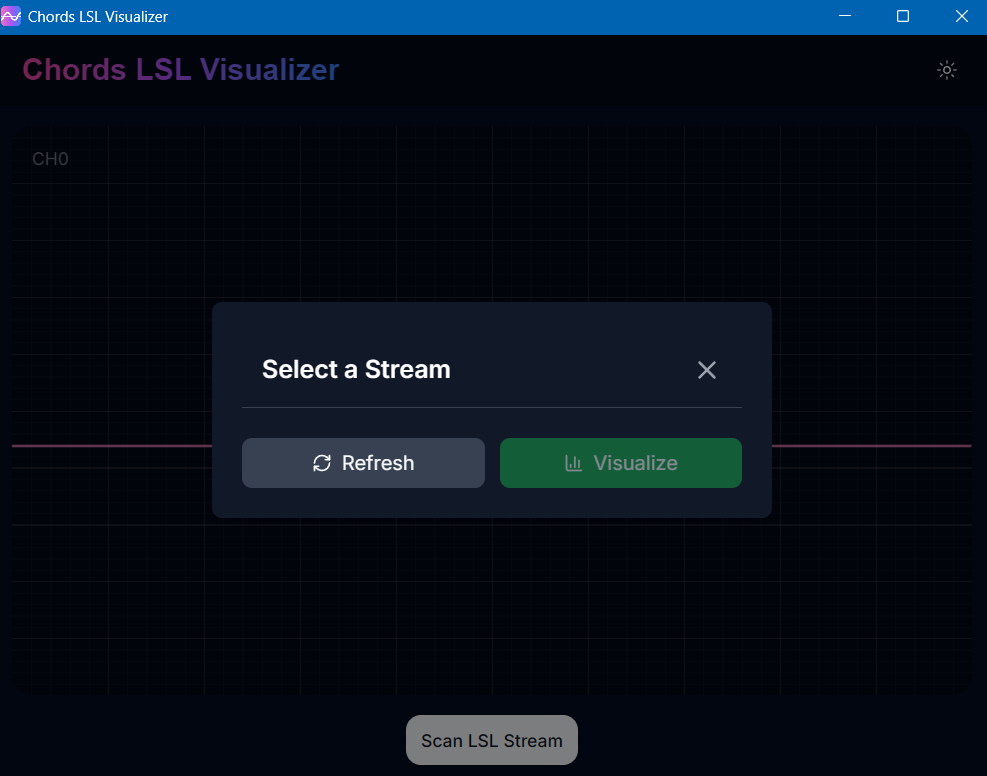 Chords LSL Visualizer
Chords LSL Visualizer
CH0
Select a Stream
Refresh
Visualize
Scan LSL Stream